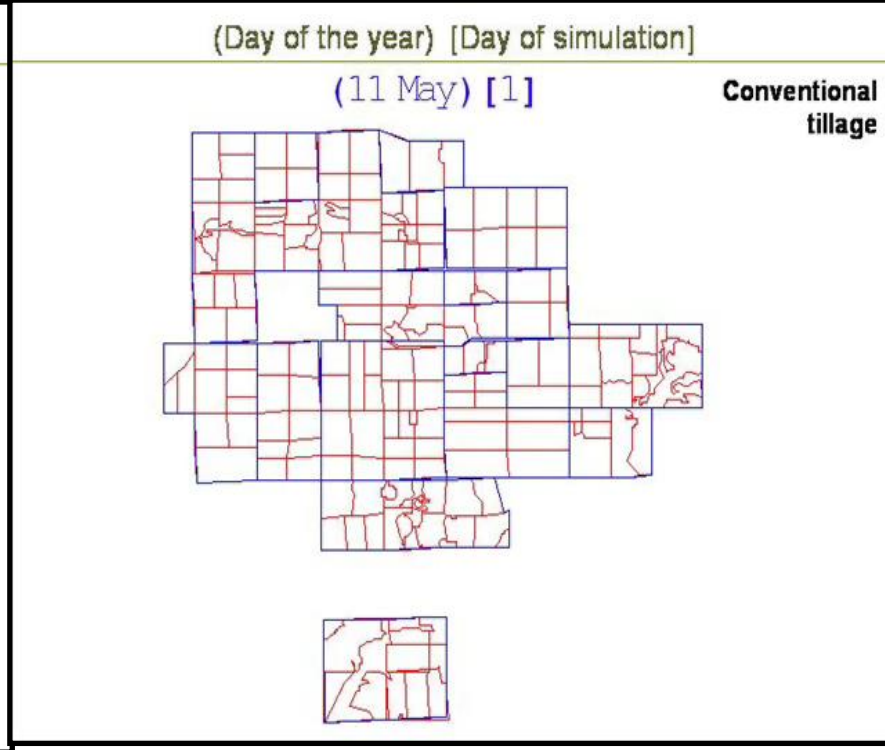 (Day of the year) [Day of simulation]
(11 May) [1]
Conventional
tillage